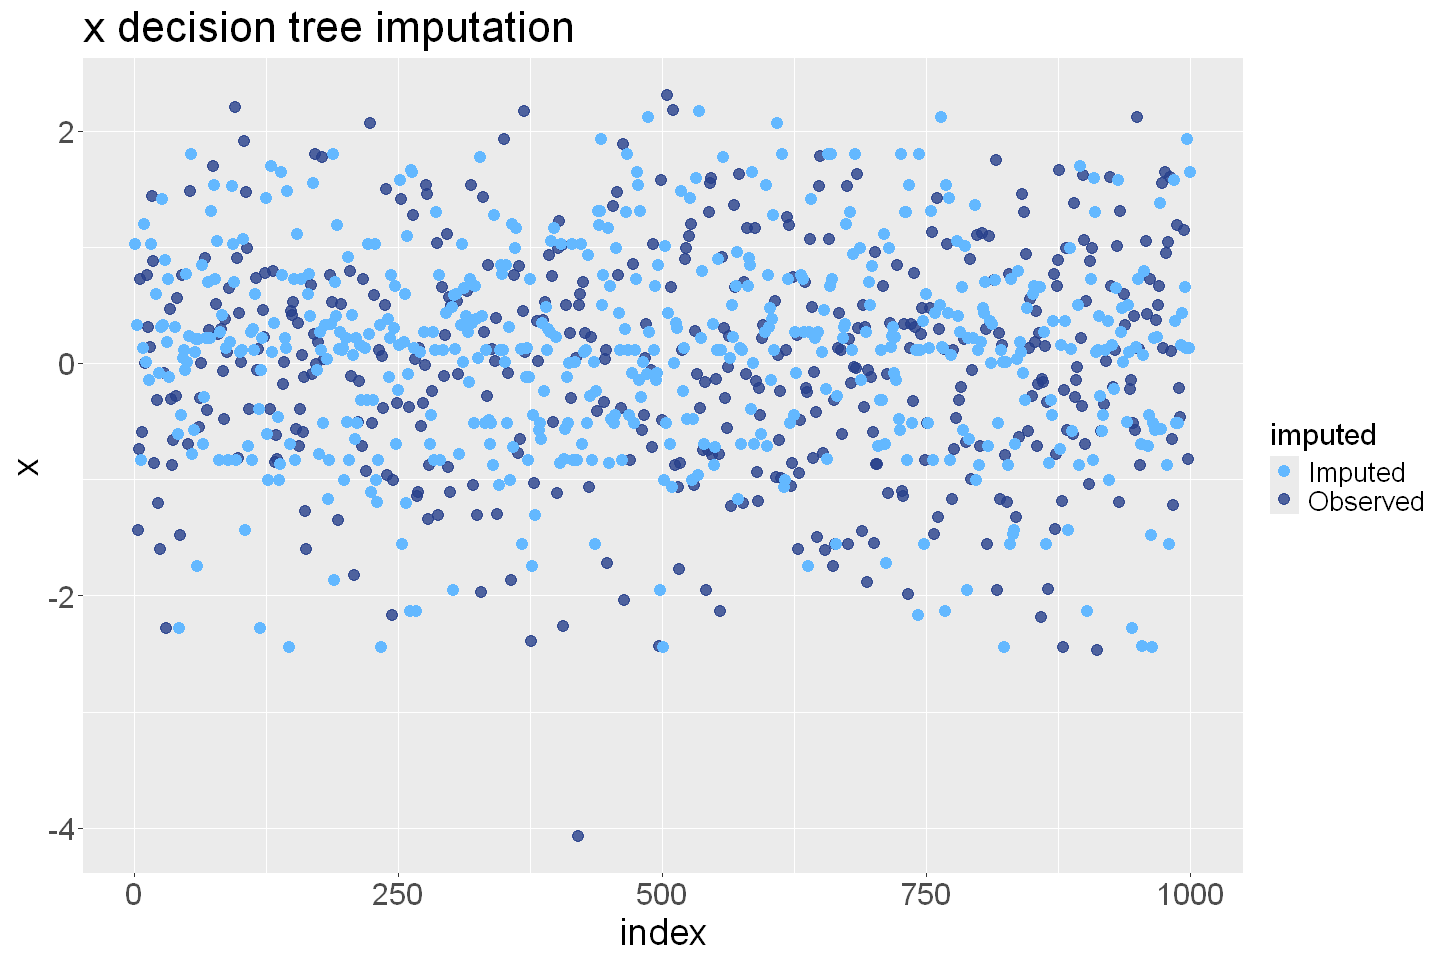 x decision tree imputation
2
0
-2
-4
x
0 250 500 750 1000
index
imputed
Imputed
Observed